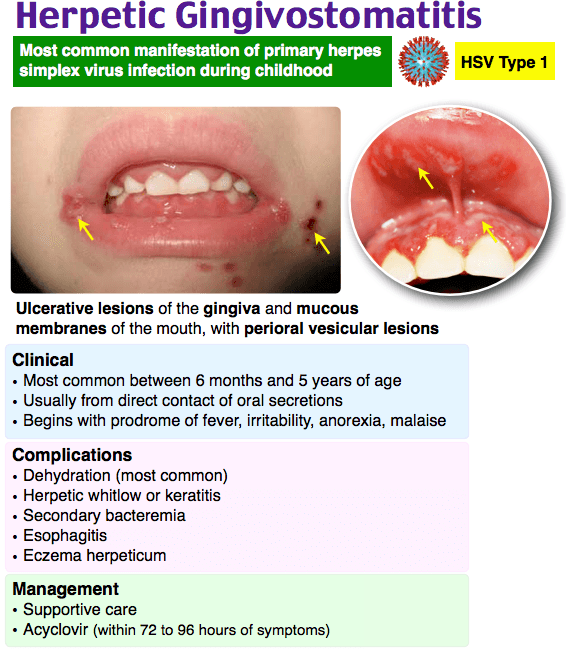 Herpetic Gingivostomatitis
Most common manifestation of primary herpes
simplex virus infection during childhood
HSV Type 1
Ulcerative lesions of the gingiva and mucous
membranes of the mouth, with perioral vesicular lesions
Clinical
• Most common between 6 months and 5 years of age
• Usually from direct contact of oral secretions
• Begins with prodrome of fever, irritability, anorexia, malaise
Complications
• Dehydration (most common)
• Herpetic whitlow or keratitis
• Secondary bacteremia
• Esophagitis
• Eczema herpeticum
Management
• Supportive care
• Acyclovir (within 72 to 96 hours of symptoms)